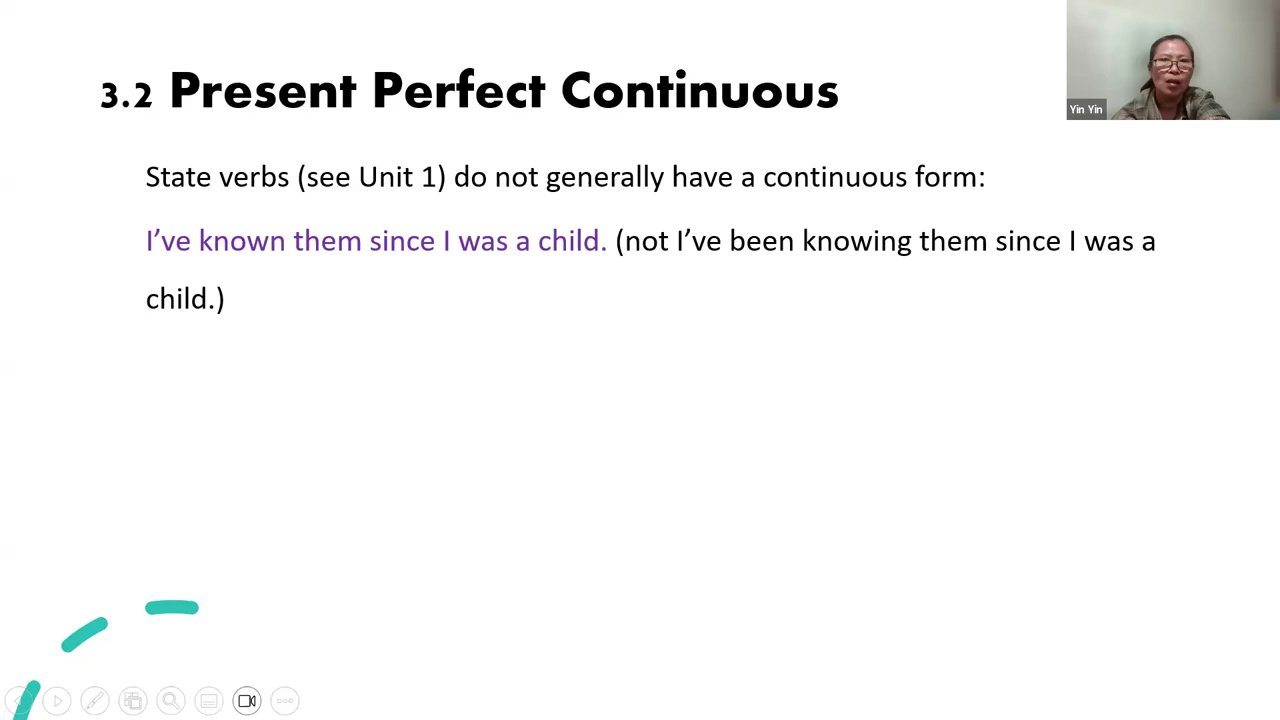 3.2 Present Perfect Continuous
Yin Yin
State verbs (see Unit 1) do not generally have a continuous form:
I’ve known them since I was a child. (not I’ve been knowing them since I was a
child.)